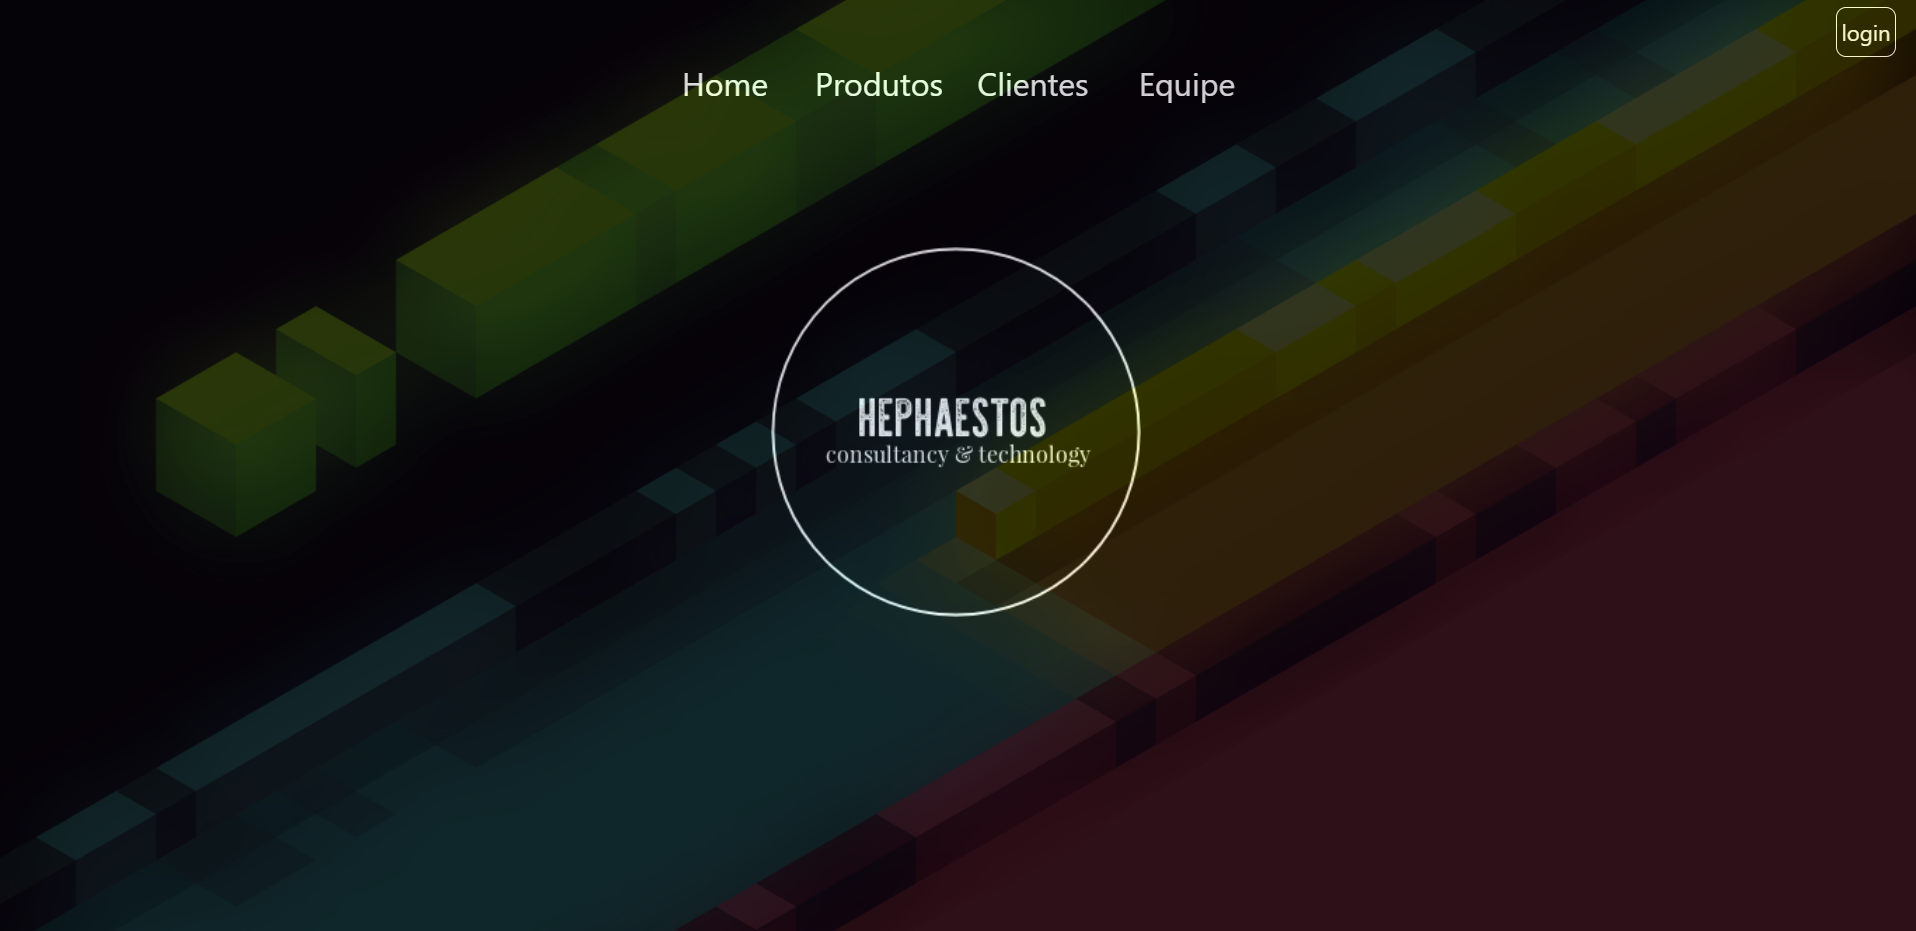 login
Home Produtos Clientes Equipe
HEPHAESTOS
consultancy & technology